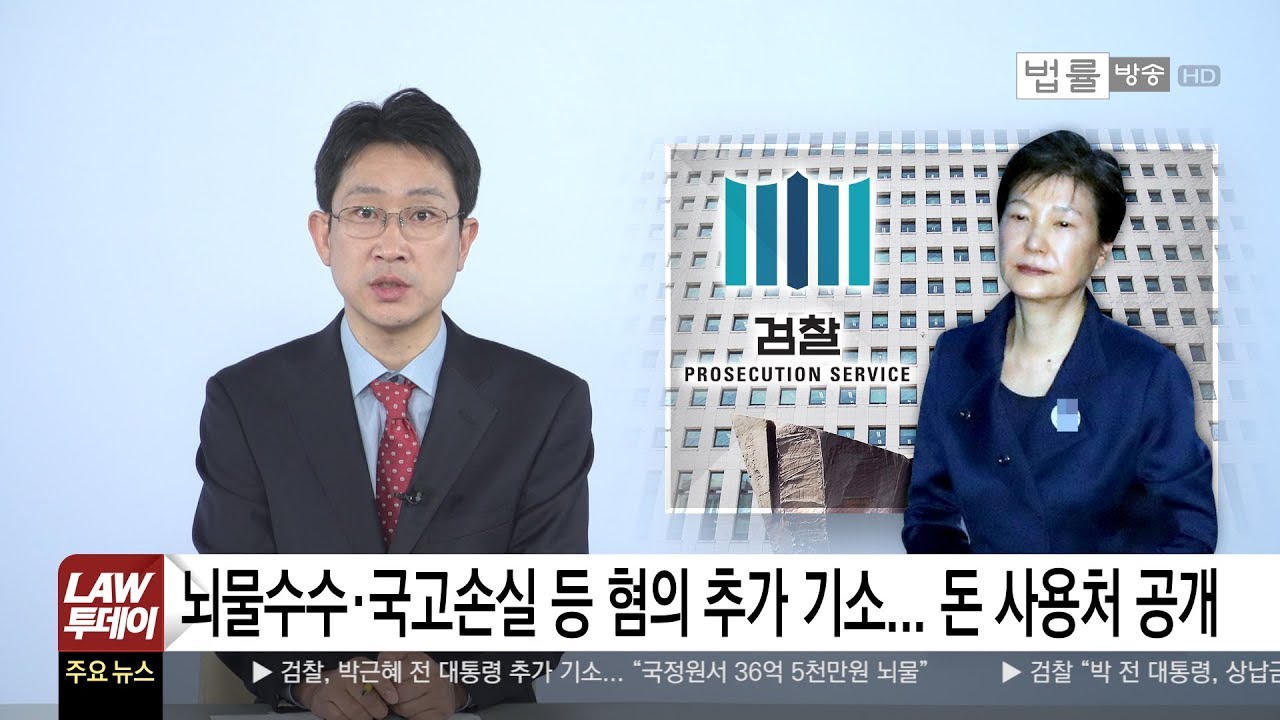 법률 방송 HD
검찰
PROSECUTION SERVICE
LAW
투데이
뇌물수수·국고손실 등 혐의 추가 기소... 돈 사용처 공개
주요 뉴스
▶ 검찰, 박근혜 전 대통령 추가 기소... “국정원서 36억 5천만원 뇌물”
▶ 검찰 “박 전 대통령, 상납금